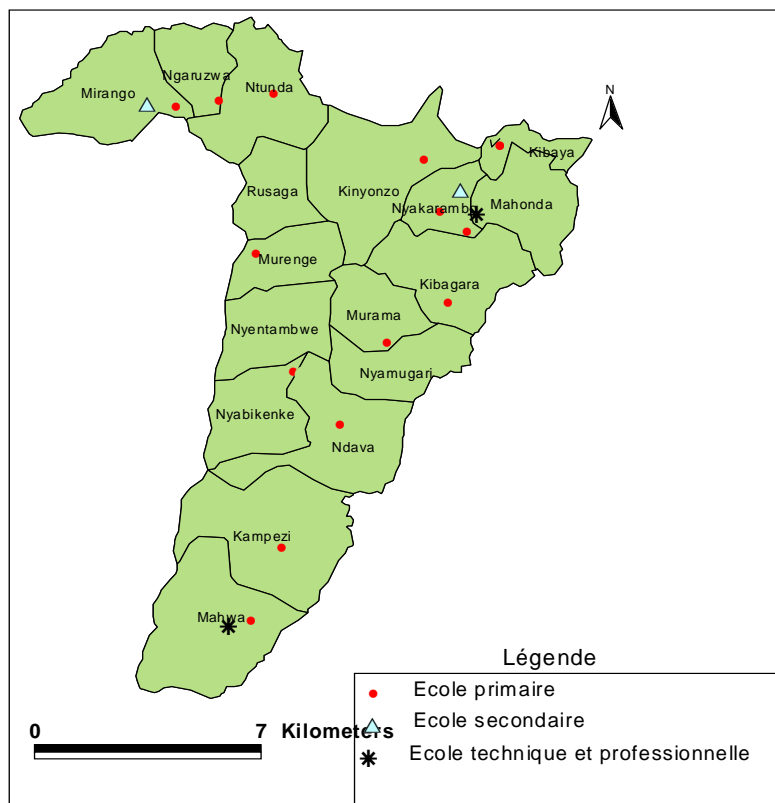 Ngaruzwa
Mirango
Ntunda
N
Kibaya
Rusaga
Kinyonzo
Nyakarambo
Mahonda
Murenge
Kibagara
Murama
Nyentambwe
Nyamugari
Nyabikenke
Ndava
Kampezi
Mahwa
Légende
Ecole primaire
Ecole secondaire
Ecole technique et professionnelle
0 7 Kilometers